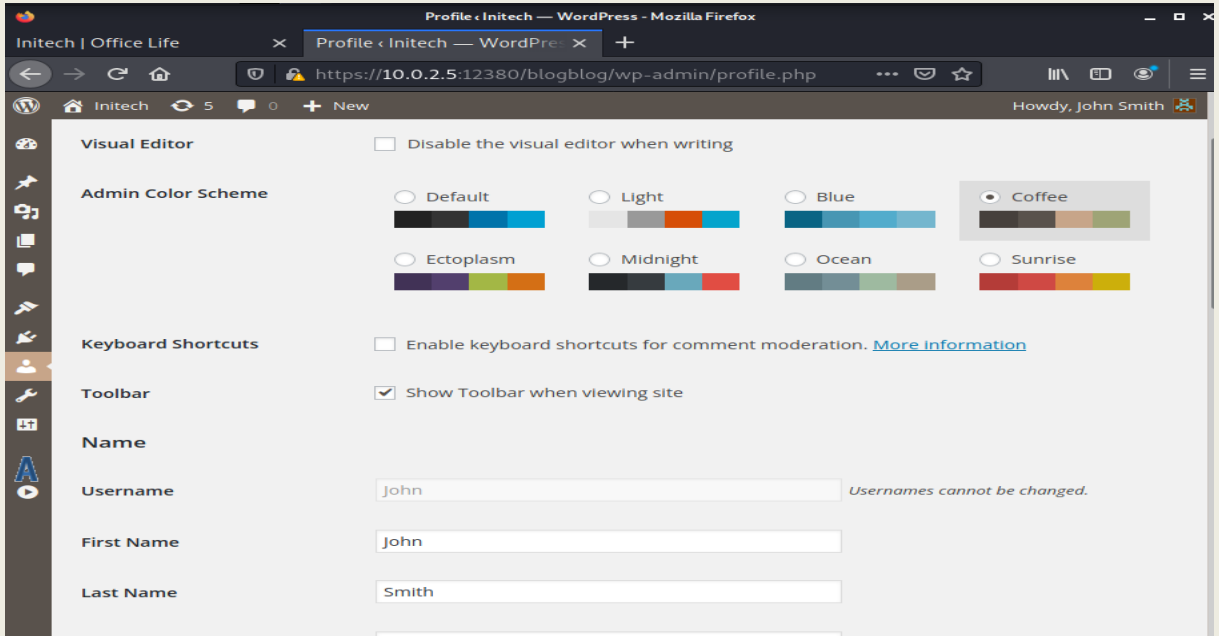 Profile ‹ Initech — WordPress - Mozilla Firefox
Initech | Office Life
Profile ‹ Initech — WordPres
https://10.0.2.5:12380/blogblog/wp-admin/profile.php
Initech 5 0 New Howdy, John Smith
Visual Editor Disable the visual editor when writing
Admin Color Scheme
Default Light Blue Coffee
Ectoplasm Midnight Ocean Sunrise
Keyboard Shortcuts Enable keyboard shortcuts for comment moderation. More information
Toolbar Show Toolbar when viewing site
Name
Username John Usernames cannot be changed.
First Name John
Last Name Smith